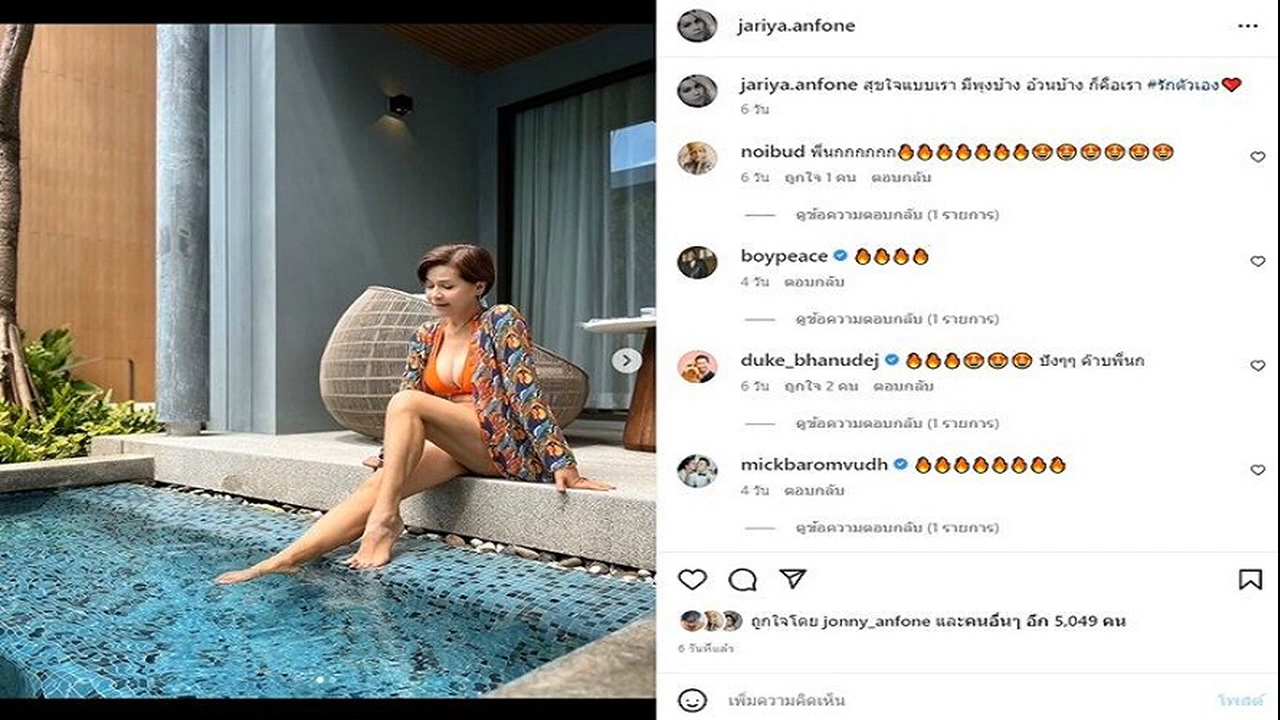 jariya.anfone
jariya.anfone สุขใจแบบเรา มีพุงบ้าง อ้วนบ้าง ก็คือเรา #รักตัวเอง❤️
6 วัน
noibud พี่นกกกกกก🔥🔥🔥🔥🔥🔥🔥🤩🤩🤩🤩🤩🤩
6 วัน ถูกใจ 1 คน ตอบกลับ
ดูข้อความตอบกลับ (1 รายการ)
boypeace 🔥🔥🔥🔥
4 วัน ตอบกลับ
ดูข้อความตอบกลับ (1 รายการ)
duke_bhanudej 🔥🔥🔥🤩🤩🤩 ปังๆๆ ค้าบพี่นก
6 วัน ถูกใจ 2 คน ตอบกลับ
ดูข้อความตอบกลับ (1 รายการ)
mickbaromvudh 🔥🔥🔥🔥🔥🔥🔥🔥
4 วัน ตอบกลับ
ดูข้อความตอบกลับ (1 รายการ)
ถูกใจโดย jonny_anfone และคนอื่นๆ อีก 5,049 คน
6 วันที่แล้ว
เพิ่มความคิดเห็น
โพสต์